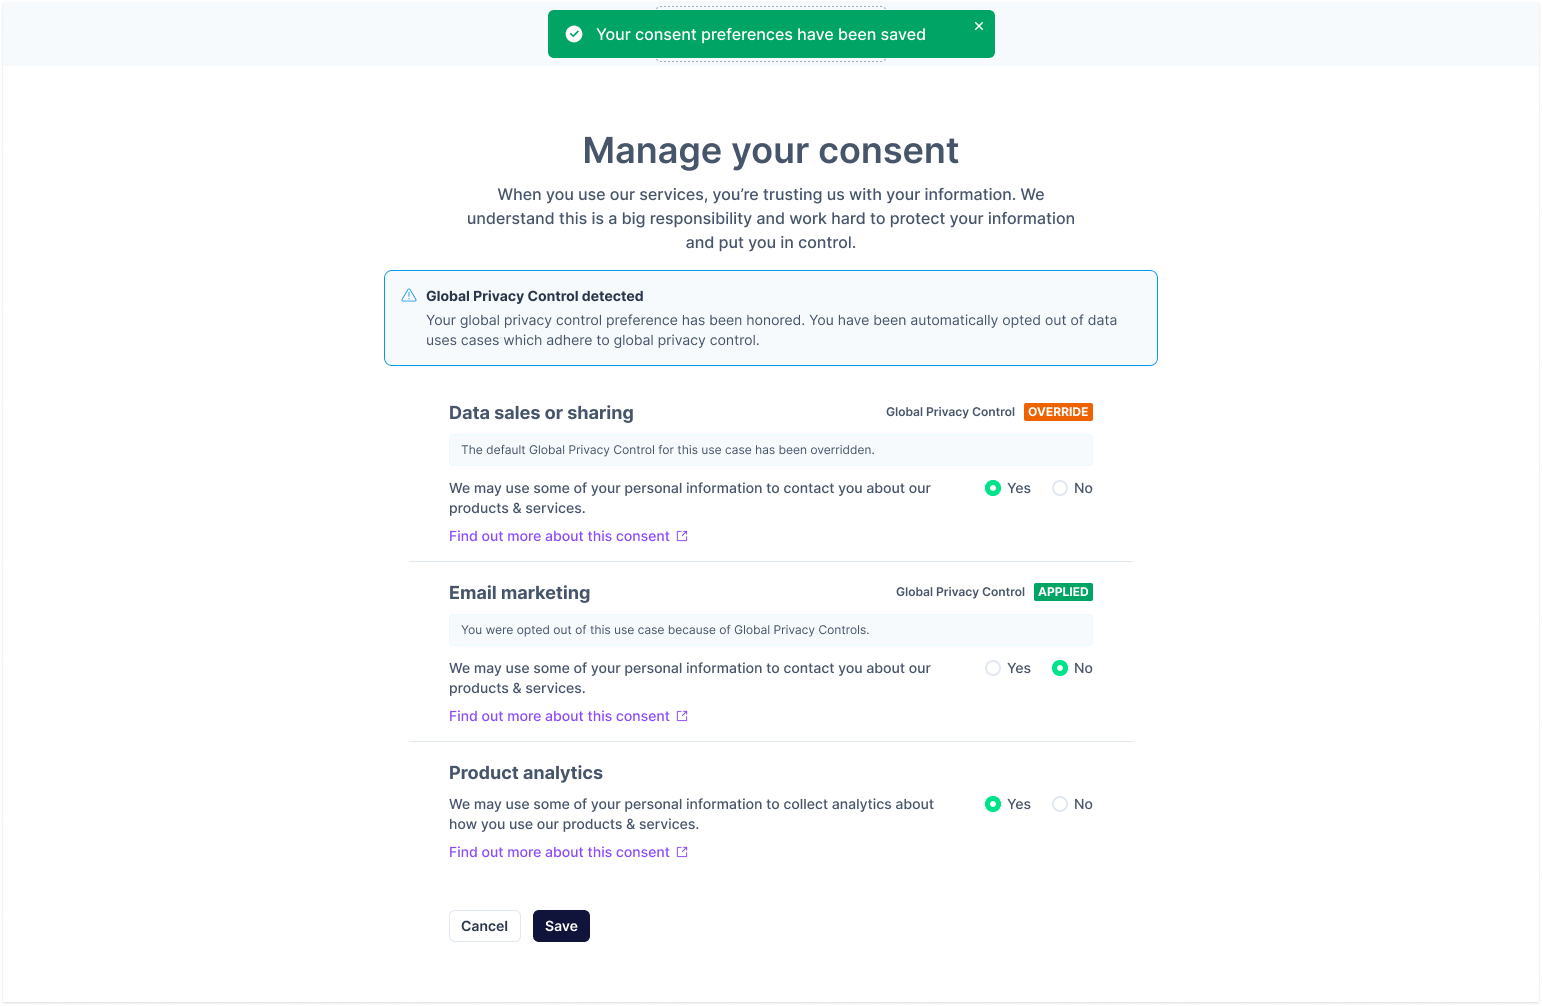 Your consent preferences have been saved
Manage your consent
When you use our services, you’re trusting us with your information. We
understand this is a big responsibility and work hard to protect your information
and put you in control.
Global Privacy Control detected
Your global privacy control preference has been honored. You have been automatically opted out of data
uses cases which adhere to global privacy control.
Data sales or sharing
Global Privacy Control OVERRIDE
The default Global Privacy Control for this use case has been overridden.
We may use some of your personal information to contact you about our
products & services.
Yes No
Find out more about this consent
Email marketing
Global Privacy Control APPLIED
You were opted out of this use case because of Global Privacy Controls.
We may use some of your personal information to contact you about our
products & services.
Yes No
Find out more about this consent
Product analytics
We may use some of your personal information to collect analytics about
how you use our products & services.
Yes No
Find out more about this consent
Cancel Save